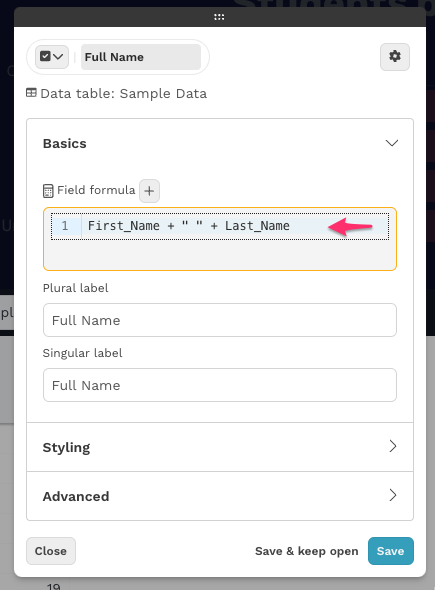 Full Name
Data table: Sample Data
Basics
Field formula +
1 First_Name + " " + Last_Name
Plural label
Full Name
Singular label
Full Name
Styling
Advanced
Close Save & keep open Save
19